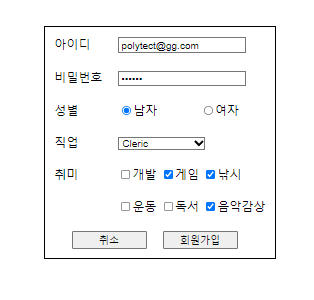 아이디 polytect@gg.com
비밀번호 ••••••
성별 남자 여자
직업 Cleric
취미 개발 게임 낚시
운동 독서 음악감상
취소 회원가입